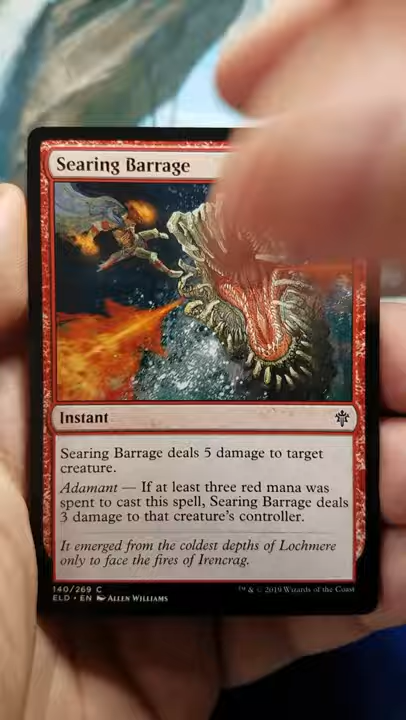 Searing Barrage
Instant
Searing Barrage deals 5 damage to target
creature.
Adamant — If at least three red mana was
spent to cast this spell, Searing Barrage deals
3 damage to that creature's controller.
It emerged from the coldest depths of Lochmere
only to face the fires of Irencrag.
140/269 C
ELD • EN Allen Williams
™ & © 2019 Wizards of the Coast